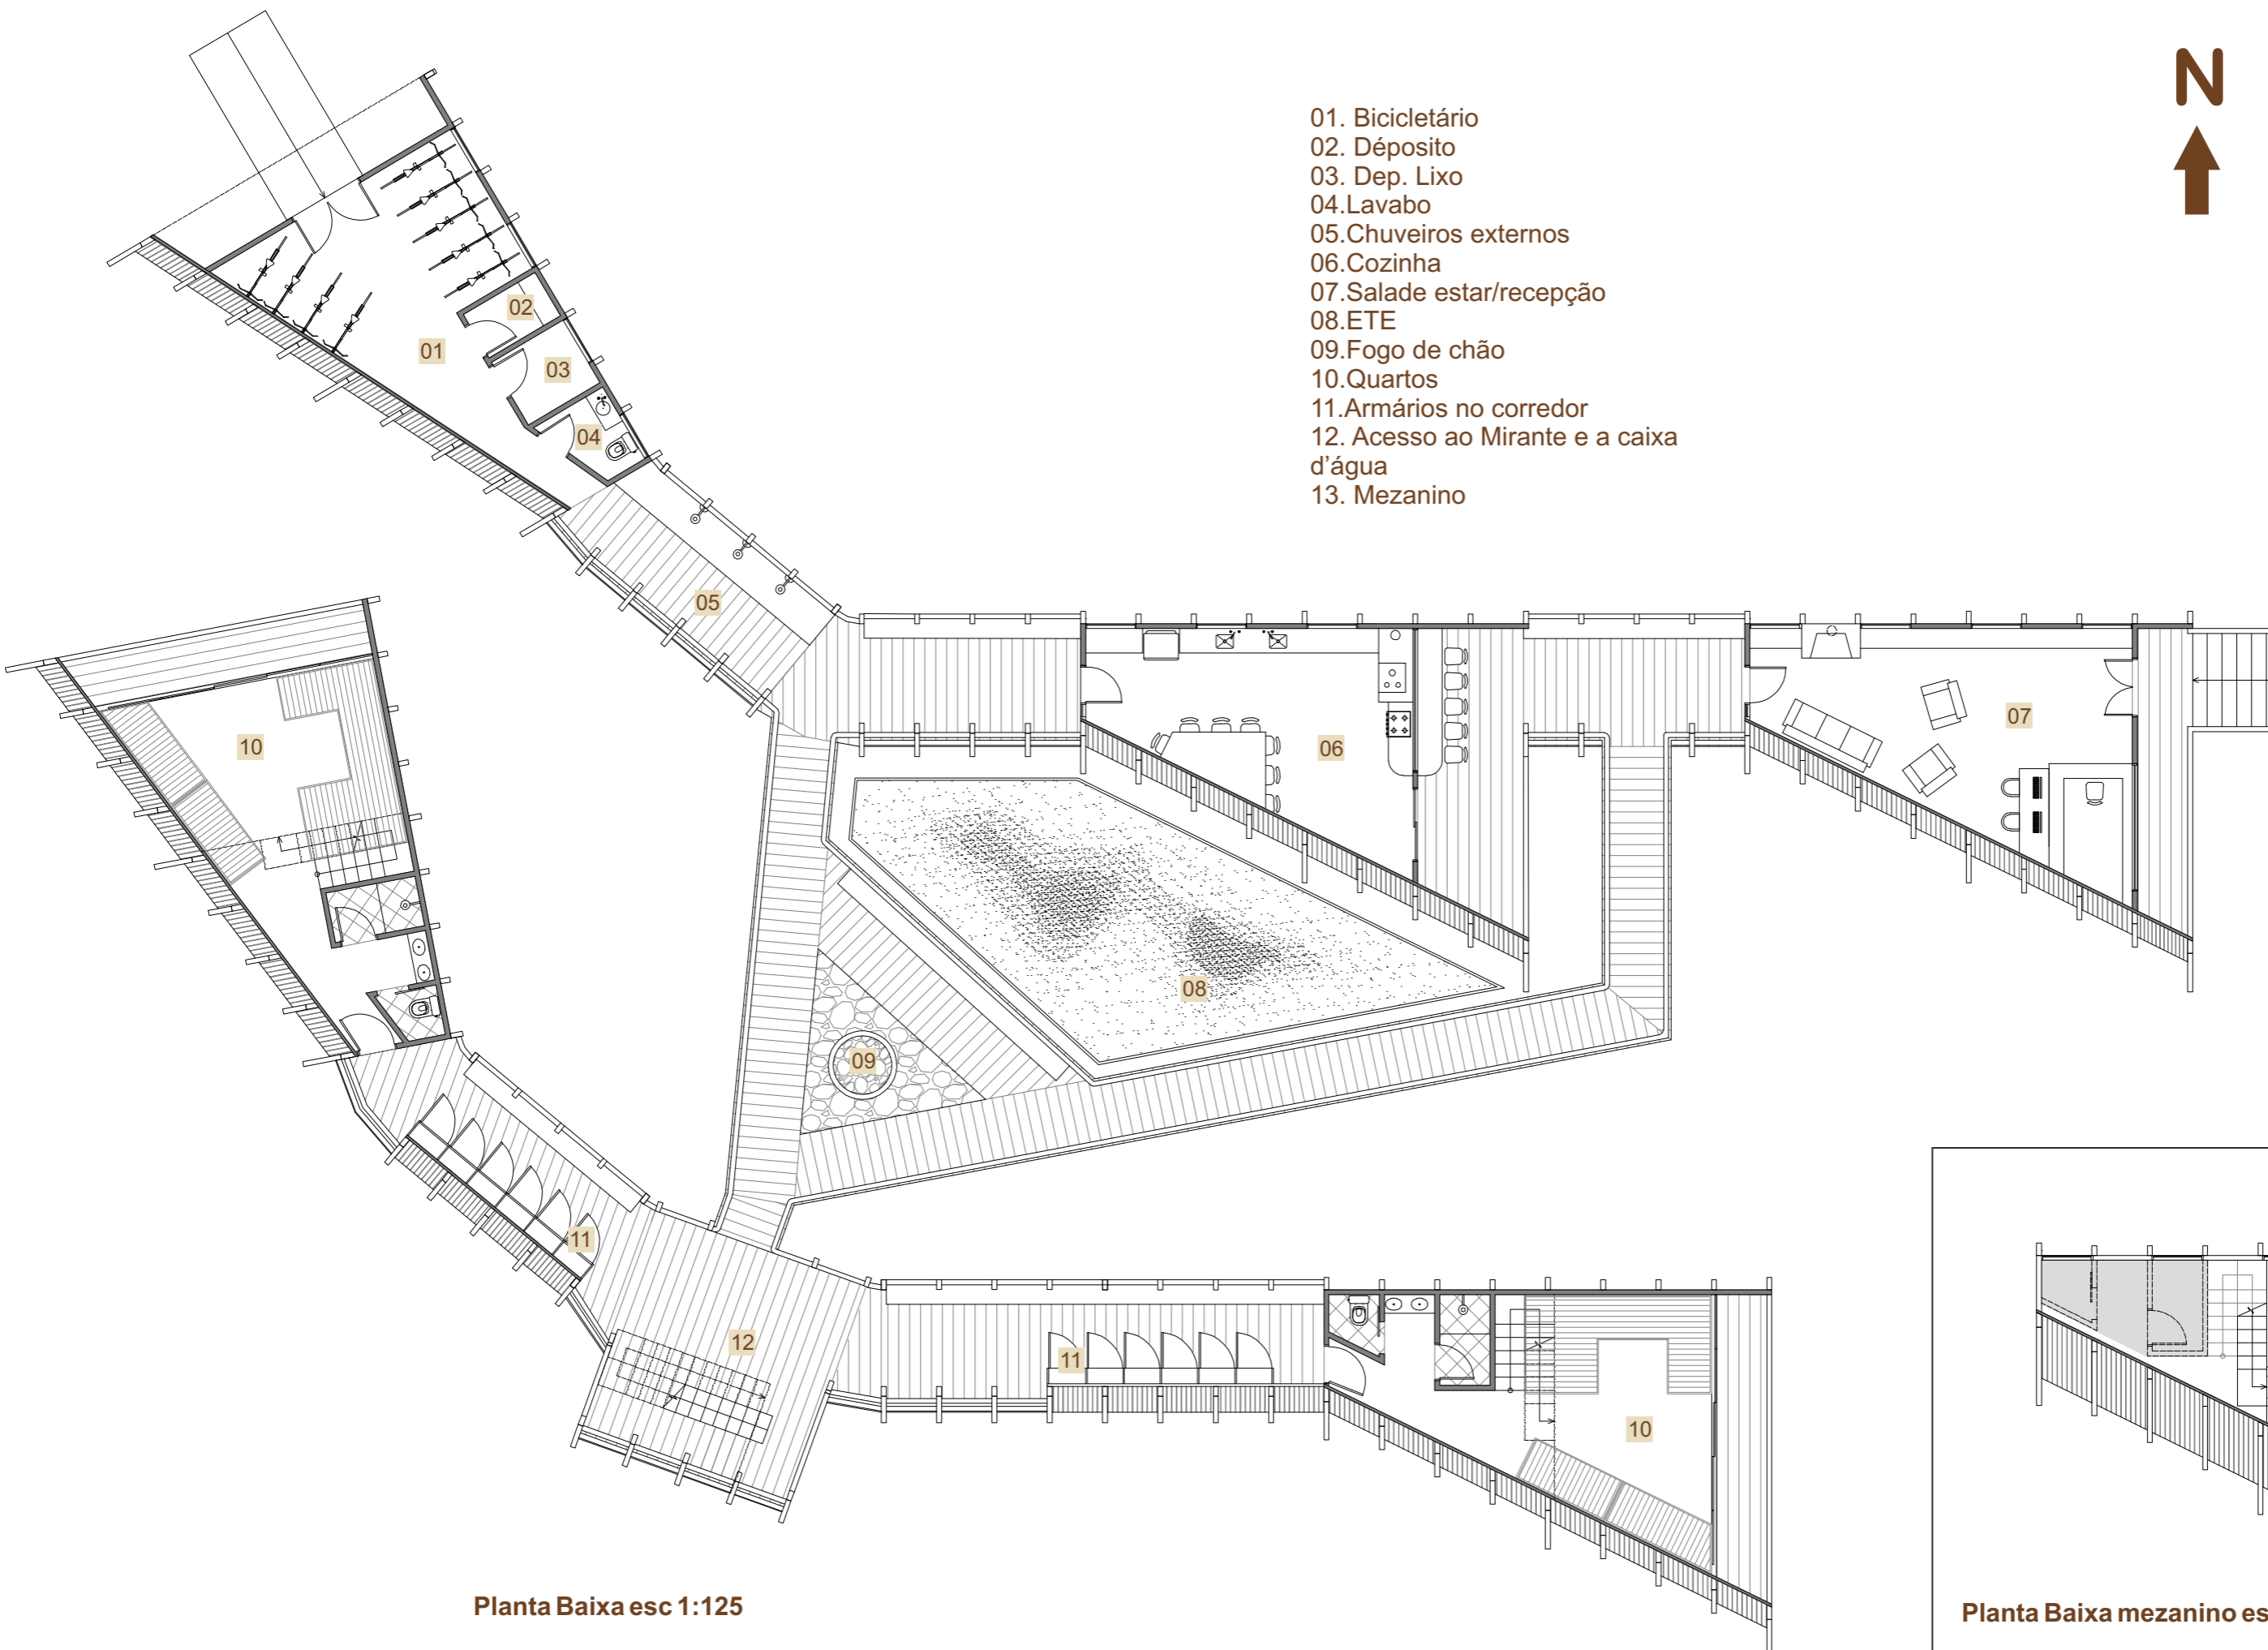 N
01. Bicicletário
02. Déposito
03. Dep. Lixo
04.Lavabo
05.Chuveiros externos
06.Cozinha
07.Salade estar/recepção
08.ETE
09.Fogo de chão
10.Quartos
11.Armários no corredor
12. Acesso ao Mirante e a caixa
d'água
13. Mezanino
02
01
03
04
05
07
10
06
08
09
11
12
11
10
Planta Baixa esc 1:125
Planta Baixa mezanino es